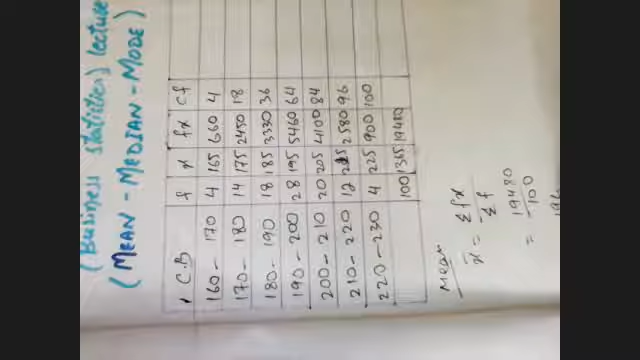 (Business statistics) lecture
(MEAN - MEDIAN - MODE)
C.B f x fx cf
160 - 170 4 165 660 4
170 - 180 14 175 2450 18
180 - 190 18 185 3330 36
190 - 200 28 195 5460 64
200 - 210 20 205 4100 84
210 - 220 12 215 2580 96
220 - 230 4 225 900 100
100 1365 19480
Mean
x̄ = Σfx / Σf
= 19480 / 100